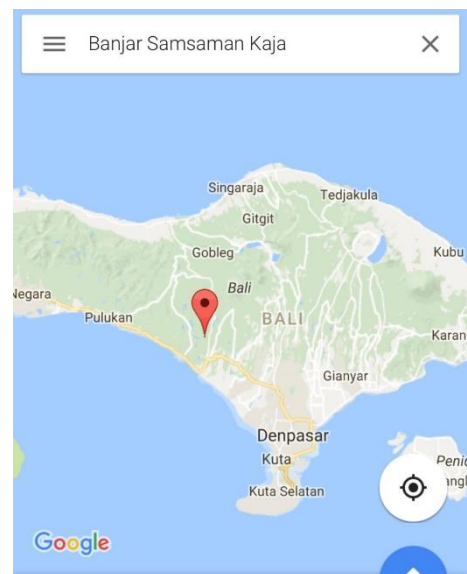 Banjar Samsaman Kaja
Singaraja
Tedjakula
Gitgit
Gobleg
Kubu
Bali
Negara
Pulukan
BALI
Karan
Gianyar
Denpasar
Kuta
Penid
Kuta Selatan
Google